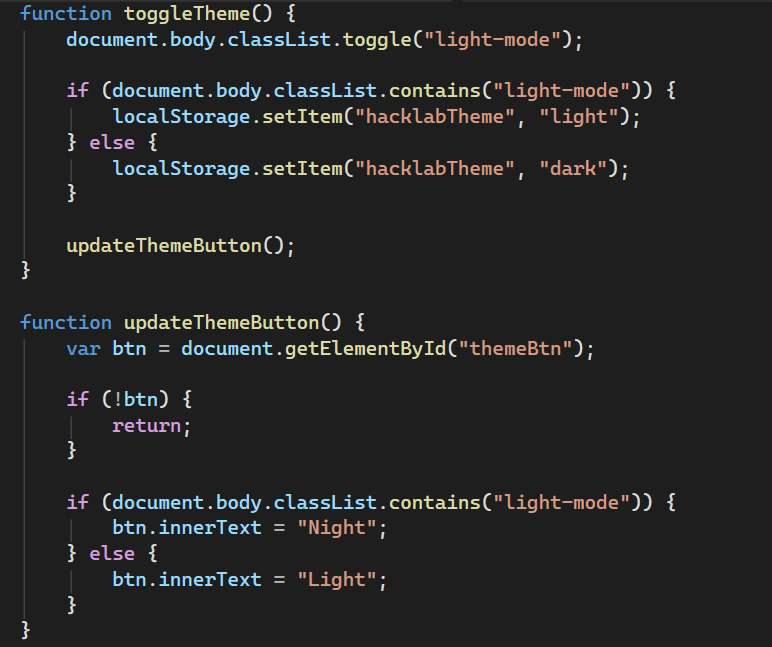 function toggleTheme() {
    document.body.classList.toggle("light-mode");

    if (document.body.classList.contains("light-mode")) {
        localStorage.setItem("hacklabTheme", "light");
    } else {
        localStorage.setItem("hacklabTheme", "dark");
    }

    updateThemeButton();
}

function updateThemeButton() {
    var btn = document.getElementById("themeBtn");

    if (!btn) {
        return;
    }

    if (document.body.classList.contains("light-mode")) {
        btn.innerText = "Night";
    } else {
        btn.innerText = "Light";
    }
}